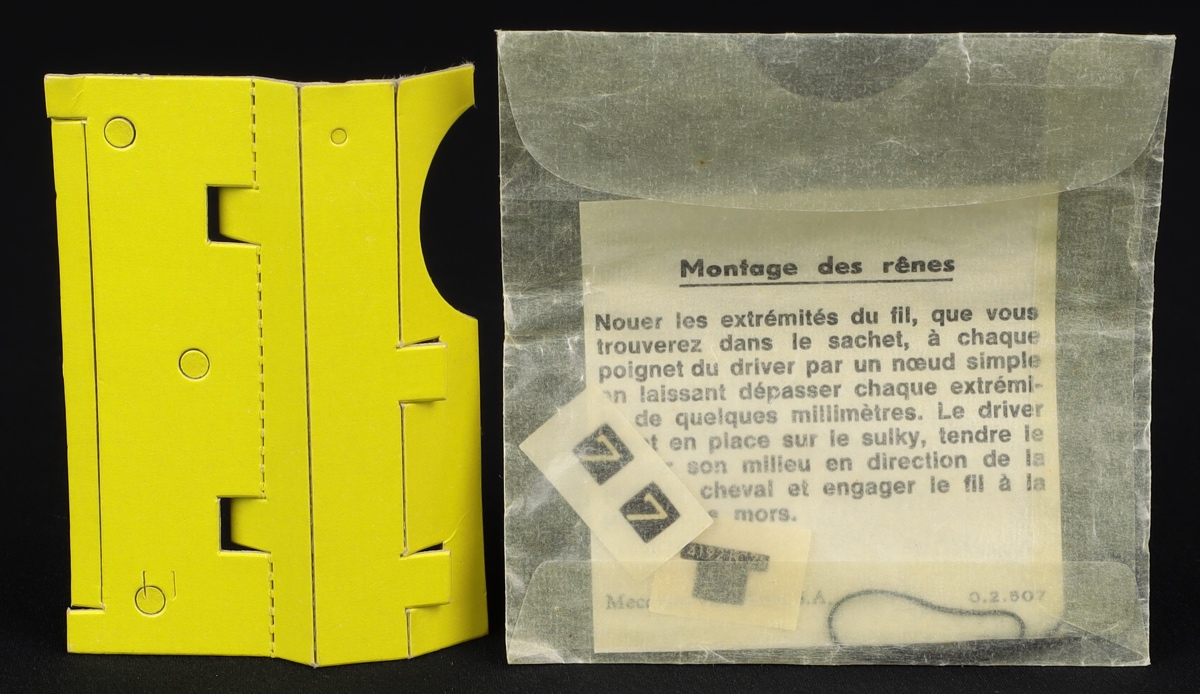 Montage des rênes
Nouer les extrémités du fil, que vous
trouverez dans le sachet, à chaque
poignet du driver par un nœud simple
en laissant dépasser chaque extrémi-
de quelques millimètres. Le driver
en place sur le sulky, tendre le
son milieu en direction de la
cheval et engager le fil à la
mors.
7
7
S.A.
0.2.507